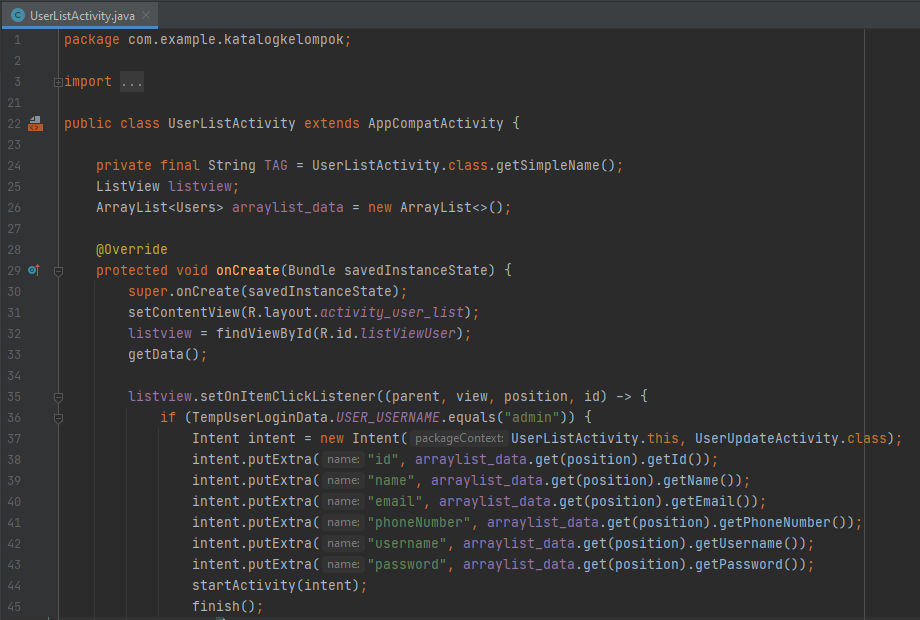 UserListActivity.java
1 package com.example.katalogkelompok;
2
3 import ...
21
22 public class UserListActivity extends AppCompatActivity {
23
24 private final String TAG = UserListActivity.class.getSimpleName();
25 ListView listview;
26 ArrayList<Users> arraylist_data = new ArrayList<>();
27
28 @Override
29 protected void onCreate(Bundle savedInstanceState) {
30 super.onCreate(savedInstanceState);
31 setContentView(R.layout.activity_user_list);
32 listview = findViewById(R.id.listViewUser);
33 getData();
34
35 listview.setOnItemClickListener((parent, view, position, id) -> {
36 if (TempUserLoginData.USER_USERNAME.equals("admin")) {
37 Intent intent = new Intent( packageContext: UserListActivity.this, UserUpdateActivity.class);
38 intent.putExtra( name: "id", arraylist_data.get(position).getId());
39 intent.putExtra( name: "name", arraylist_data.get(position).getName());
40 intent.putExtra( name: "email", arraylist_data.get(position).getEmail());
41 intent.putExtra( name: "phoneNumber", arraylist_data.get(position).getPhoneNumber());
42 intent.putExtra( name: "username", arraylist_data.get(position).getUsername());
43 intent.putExtra( name: "password", arraylist_data.get(position).getPassword());
44 startActivity(intent);
45 finish();